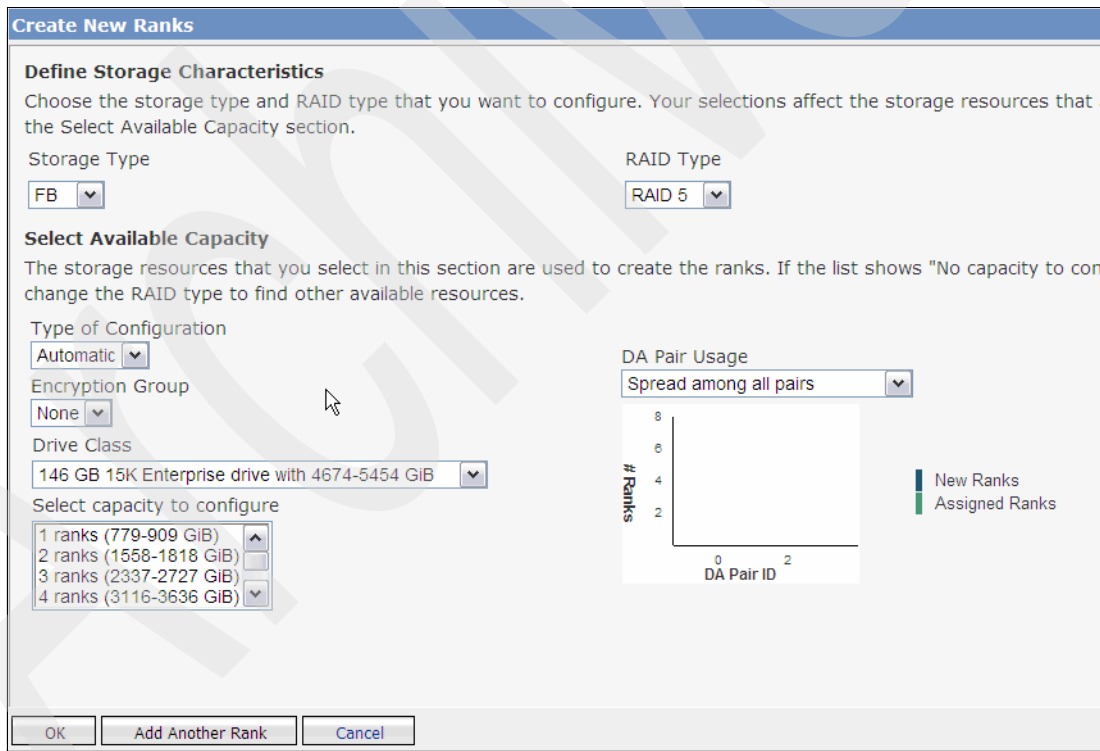 Create New Ranks
Define Storage Characteristics
Choose the storage type and RAID type that you want to configure. Your selections affect the storage resources that
the Select Available Capacity section.
Storage Type
RAID Type
FB
RAID 5
Select Available Capacity
The storage resources that you select in this section are used to create the ranks. If the list shows "No capacity to con
change the RAID type to find other available resources.
Type of Configuration
Automatic
DA Pair Usage
Spread among all pairs
Encryption Group
None
Drive Class
146 GB 15K Enterprise drive with 4674-5454 GiB
Select capacity to configure
1 ranks (779-909 GiB)
2 ranks (1558-1818 GiB)
3 ranks (2337-2727 GiB)
4 ranks (3116-3636 GiB)
8
6
4
2
# Ranks
0 2
DA Pair ID
New Ranks
Assigned Ranks
OK
Add Another Rank
Cancel